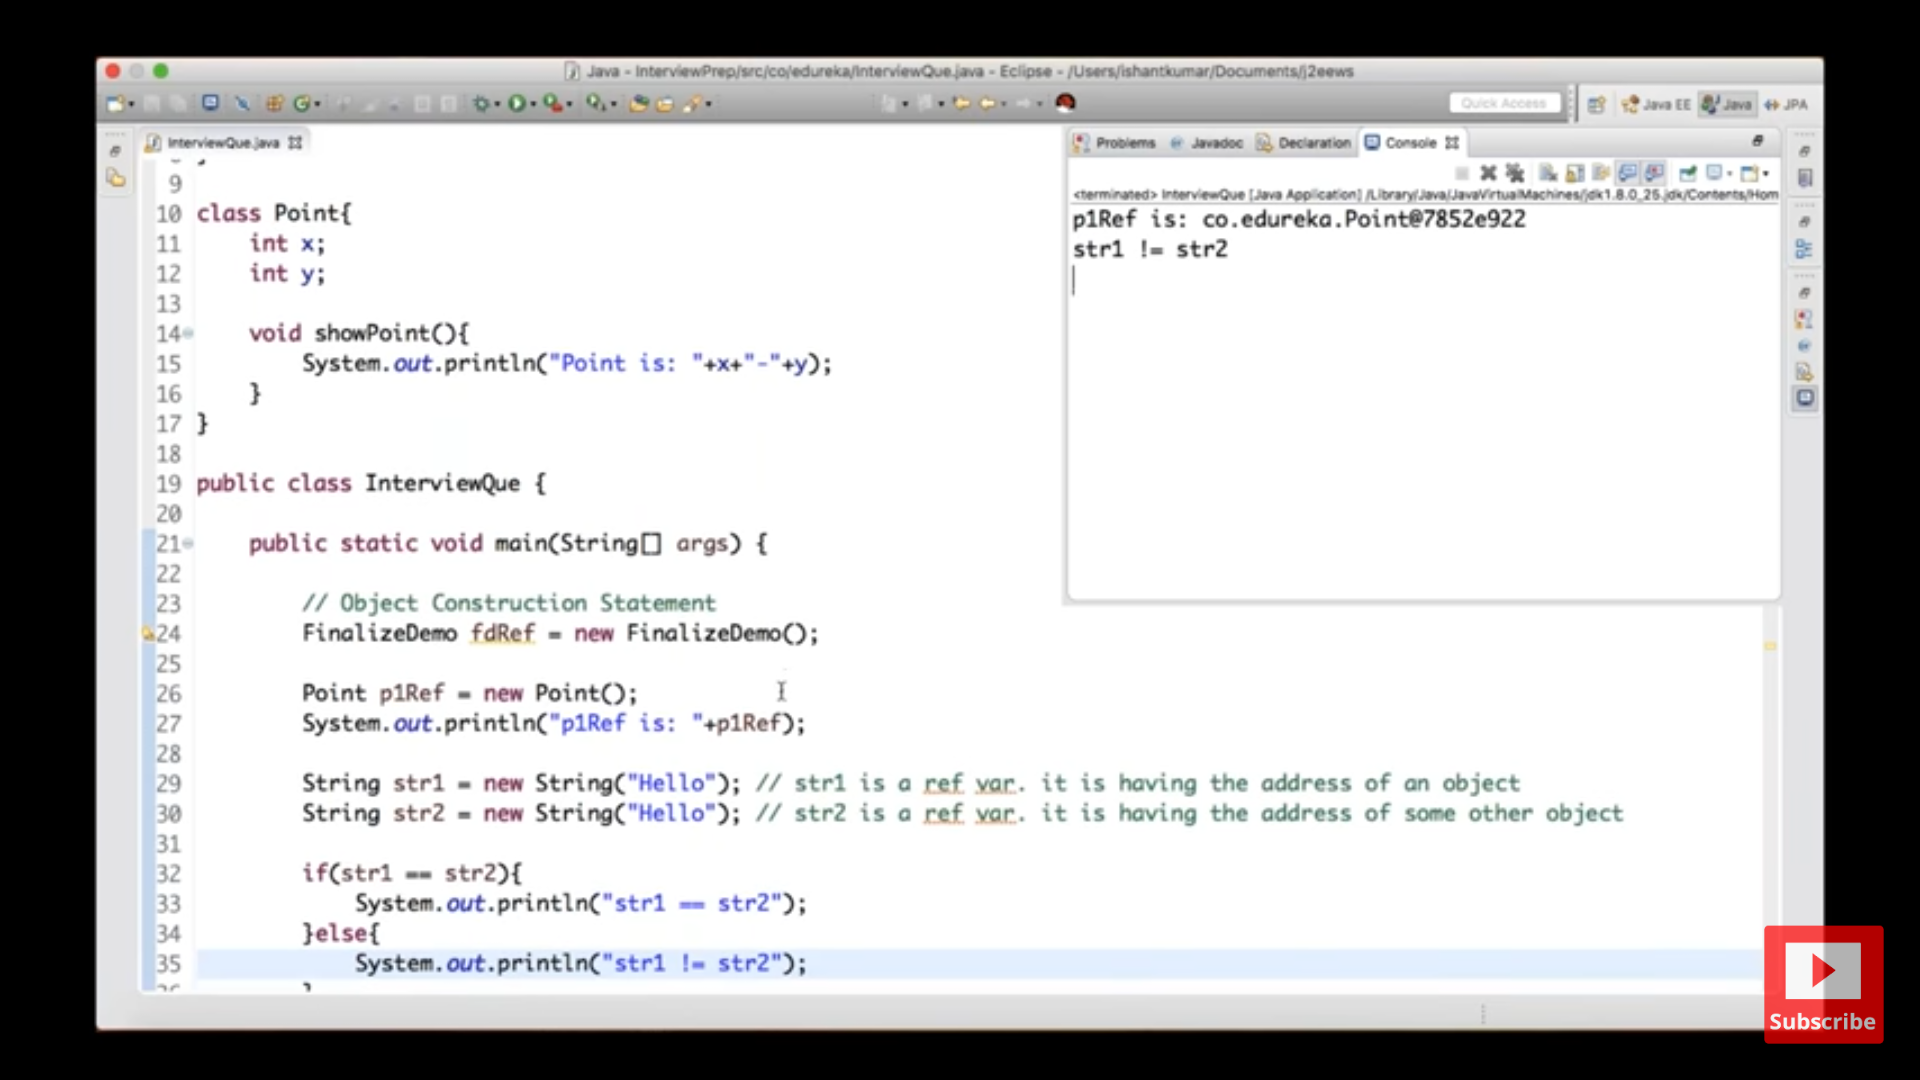 Java - InterviewPrep/src/co/edureka/InterviewQue.java - Eclipse - /Users/ishantkumar/Documents/j2eews
Quick Access
Java EE
Java
JPA
InterviewQue.java
9
10 class Point{
11 int x;
12 int y;
13
14 void showPoint(){
15 System.out.println("Point is: "+x+"-"+y);
16 }
17 }
18
19 public class InterviewQue {
20
21 public static void main(String[] args) {
22
23 // Object Construction Statement
24 FinalizeDemo fdRef = new FinalizeDemo();
25
26 Point p1Ref = new Point();
27 System.out.println("p1Ref is: "+p1Ref);
28
29 String str1 = new String("Hello"); // str1 is a ref var. it is having the address of an object
30 String str2 = new String("Hello"); // str2 is a ref var. it is having the address of some other object
31
32 if(str1 == str2){
33 System.out.println("str1 == str2");
34 }else{
35 System.out.println("str1 != str2");
Problems
Javadoc
Declaration
Console
<terminated> InterviewQue [Java Application] /Library/Java/JavaVirtualMachines/jdk1.8.0_25.jdk/Contents/Hom
p1Ref is: co.edureka.Point@7852e922
str1 != str2
Subscribe